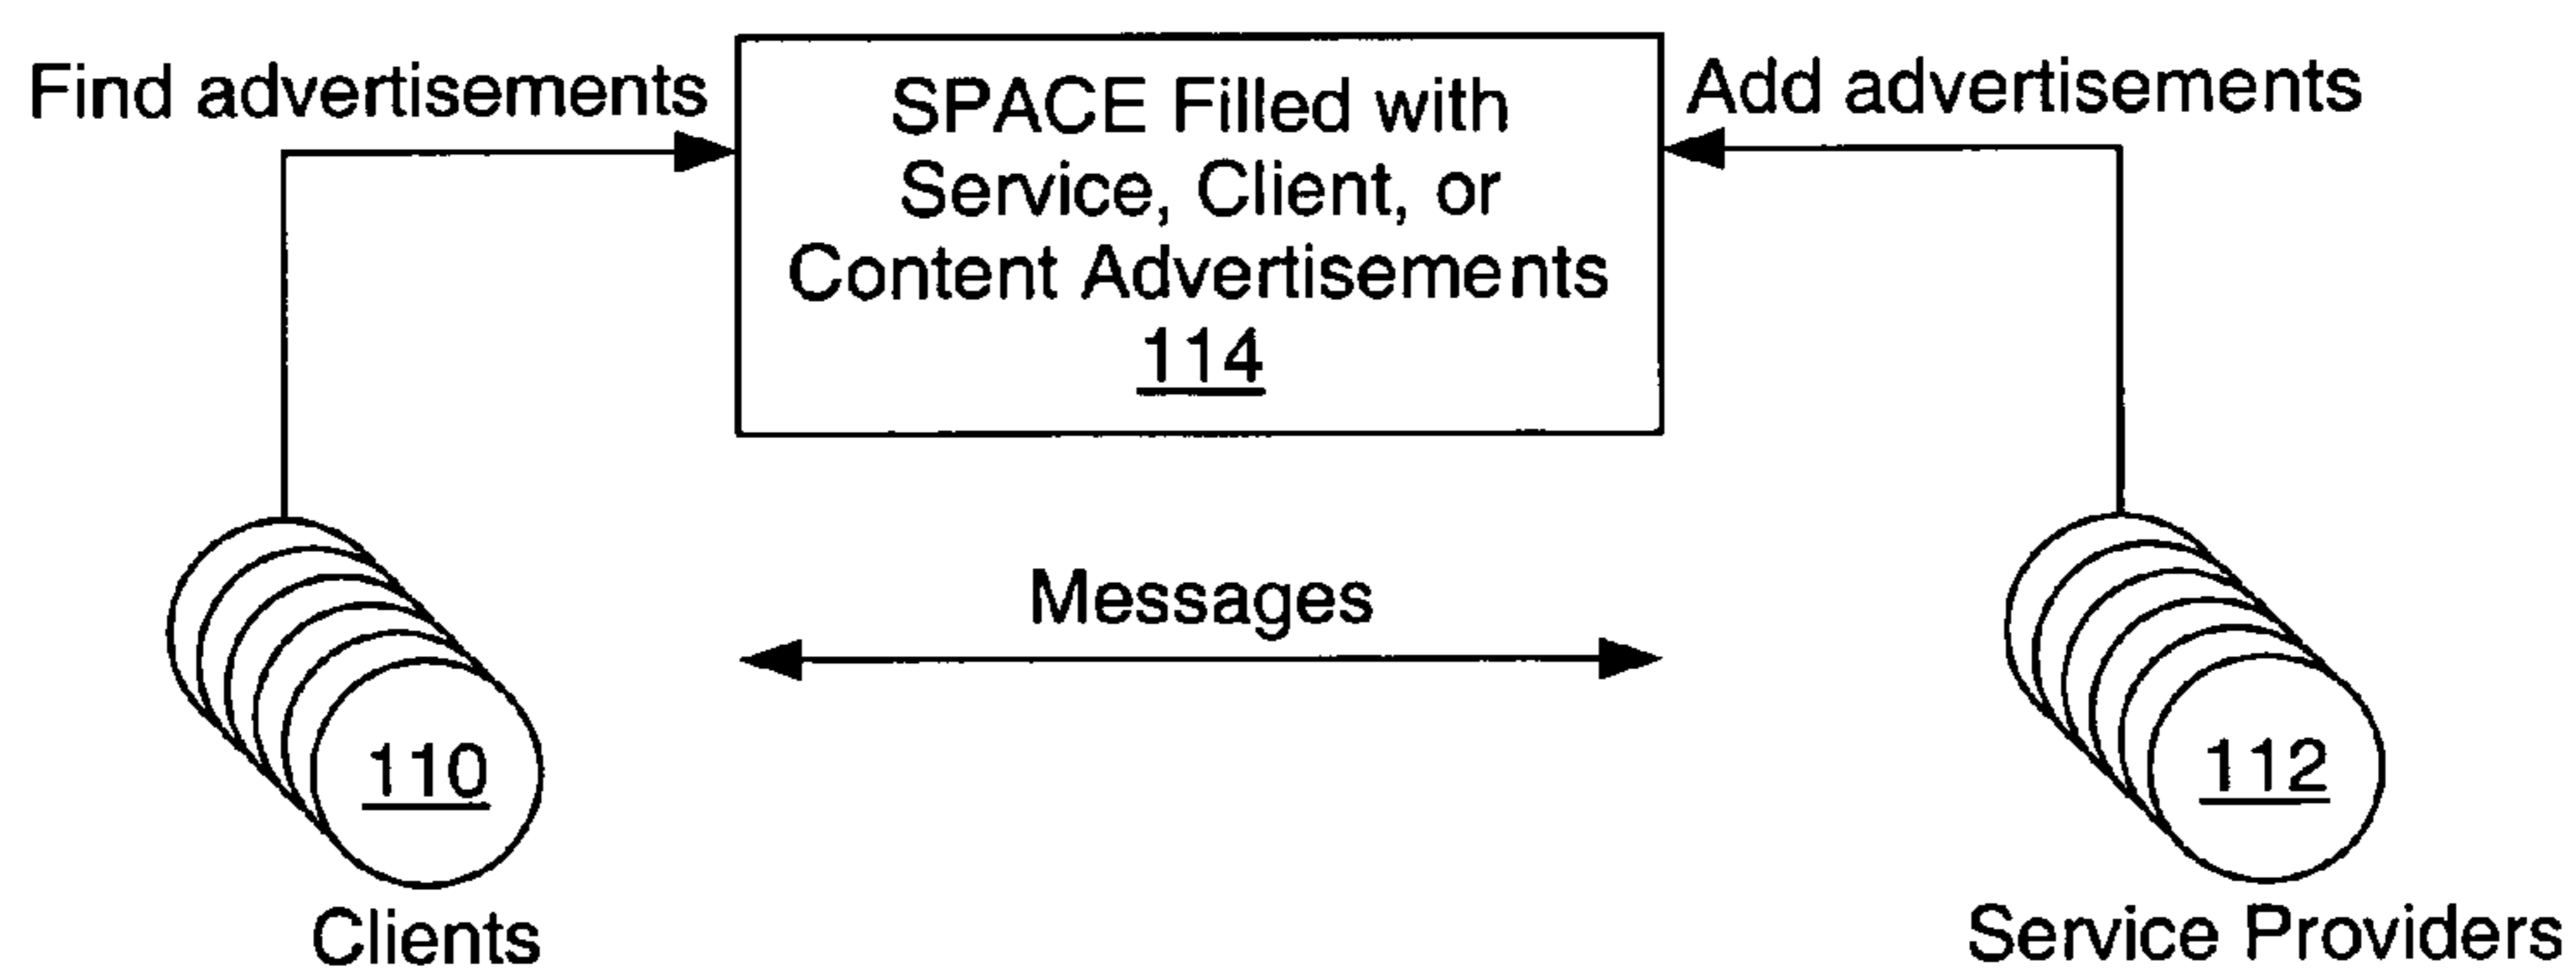 Find advertisements
SPACE Filled with
Service, Client, or
Content Advertisements
114
Add advertisements
Messages
110
112
Clients
Service Providers